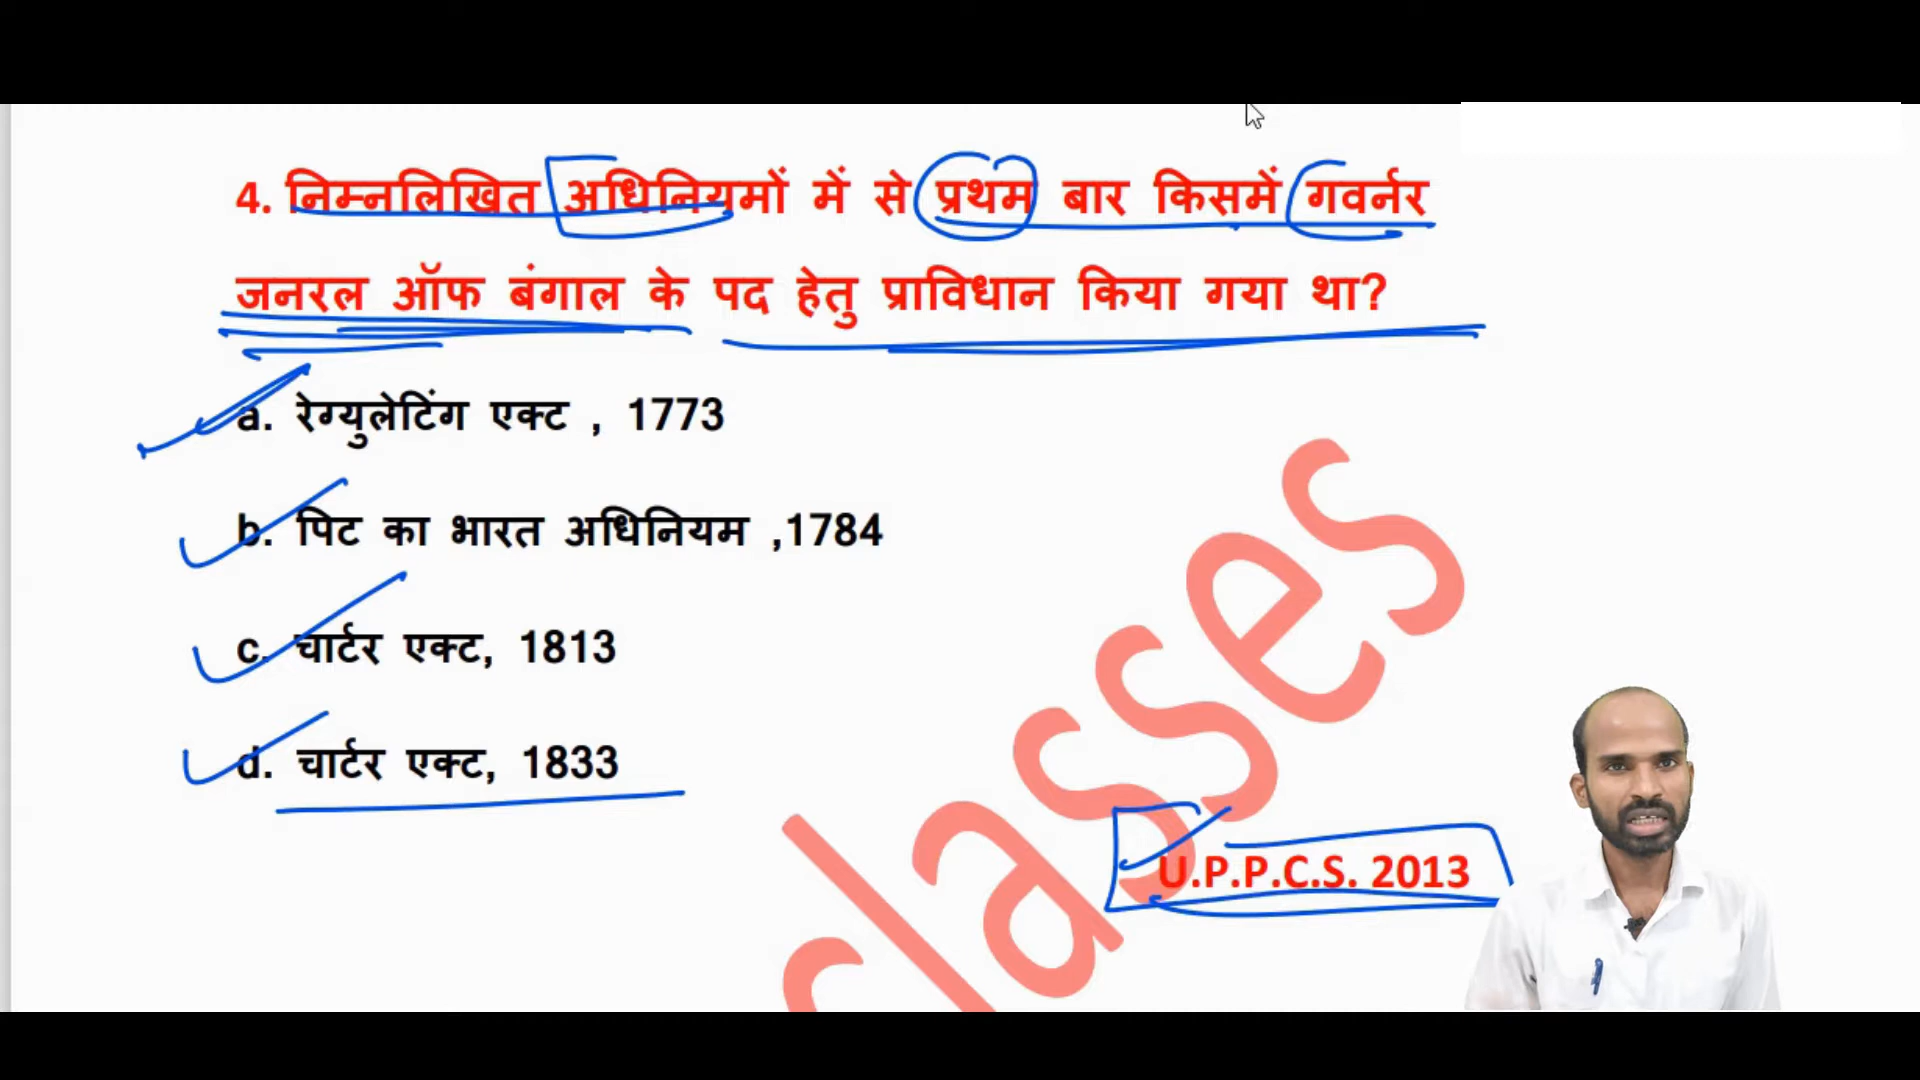 4. निम्नलिखित अधिनियमों में से प्रथम बार किसमें गवर्नर
जनरल ऑफ बंगाल के पद हेतु प्राविधान किया गया था?
a. रेग्युलेटिंग एक्ट , 1773
b. पिट का भारत अधिनियम ,1784
c. चार्टर एक्ट, 1813
d. चार्टर एक्ट, 1833
U.P.P.C.S. 2013
classes